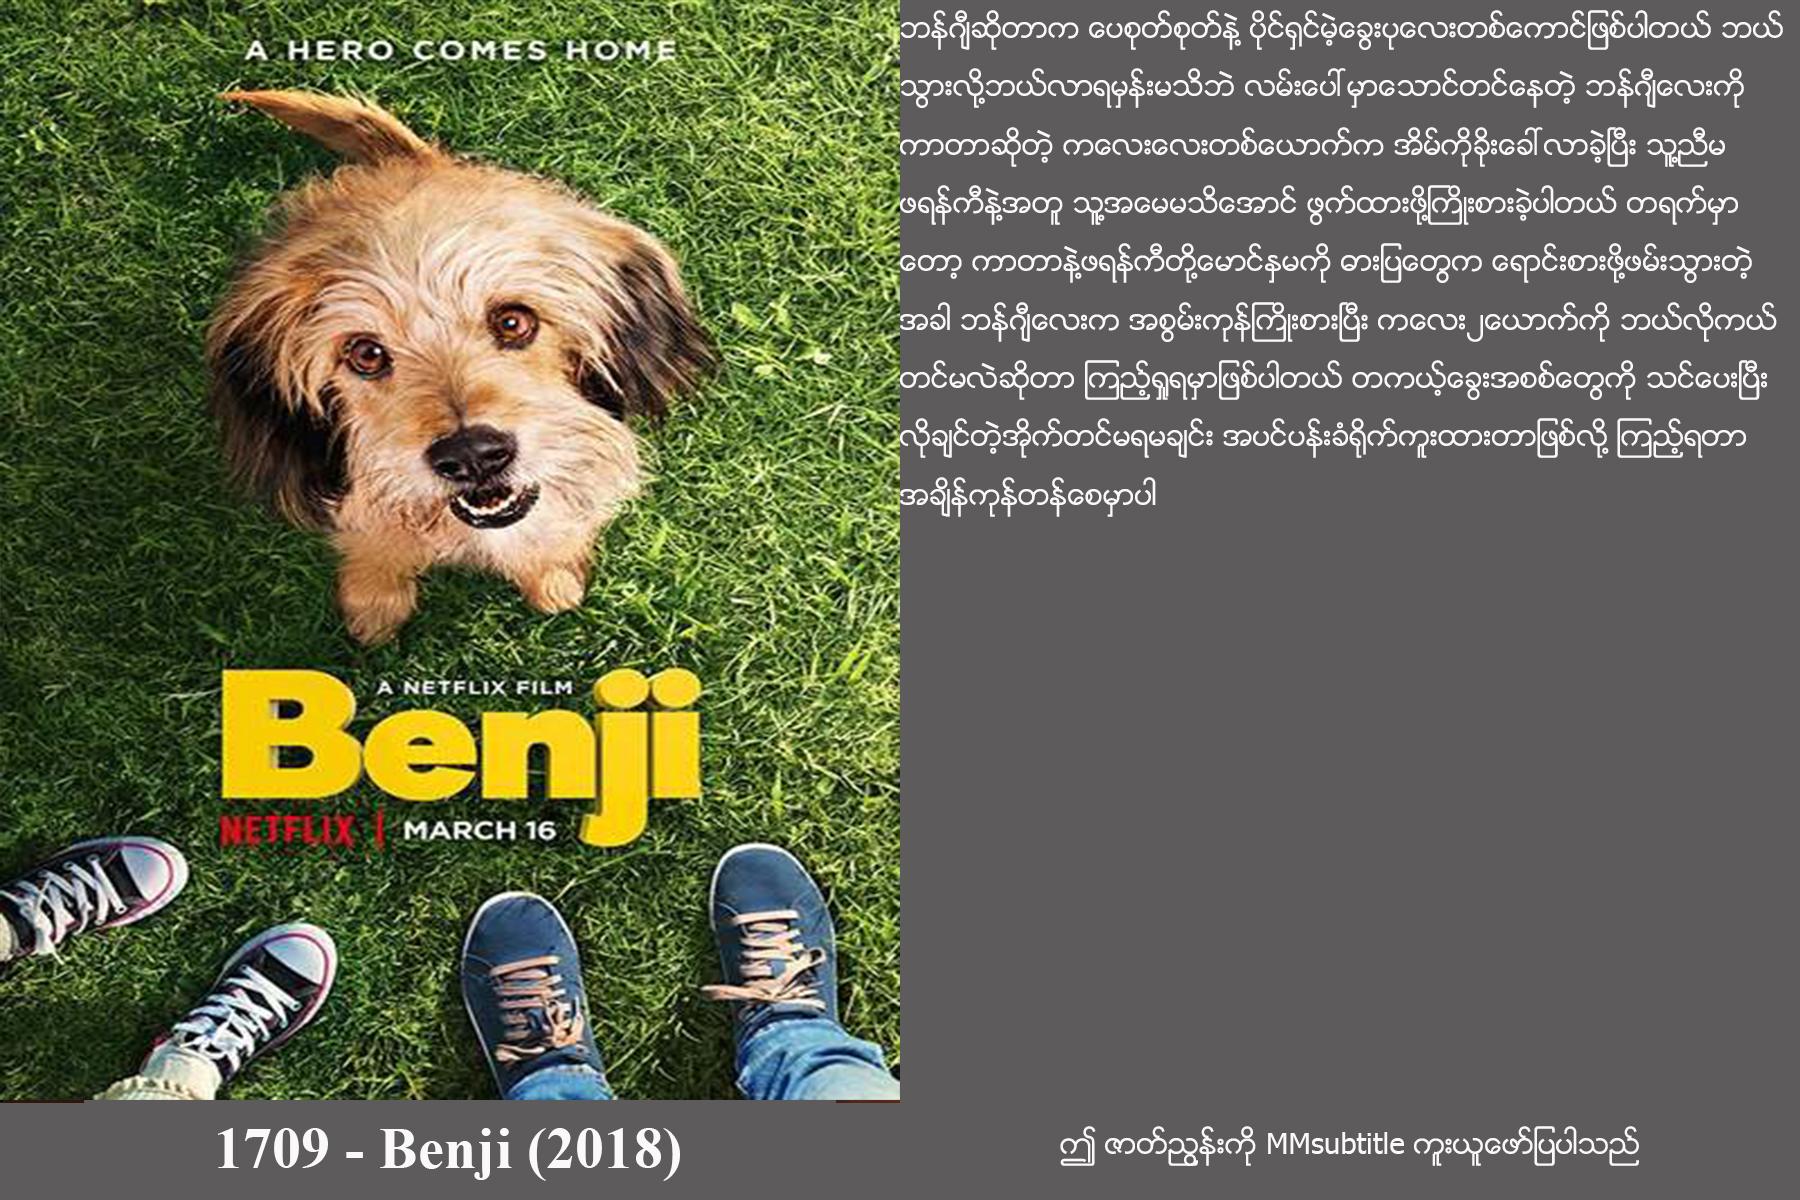 A HERO COMES HOME
A NETFLIX FILM
Benji
NETFLIX | MARCH 16
1709 - Benji (2018)
ဘန်ဂျီဆိုတာက ပေစုတ်စုတ်နဲ့ ပိုင်ရှင်မဲ့ခွေးပုလေးတစ်ကောင်ဖြစ်ပါတယ် ဘယ်
သွားလို့ဘယ်လာရမှန်းမသိဘဲ လမ်းပေါ်မှာသောင်တင်နေတဲ့ ဘန်ဂျီလေးကို
ကာတာဆိုတဲ့ ကလေးလေးတစ်ယောက်က အိမ်ကိုခိုးခေါ်လာခဲ့ပြီး သူ့ညီမ
ဖရန်ကီနဲ့အတူ သူ့အမေမသိအောင် ဖွက်ထားဖို့ကြိုးစားခဲ့ပါတယ် တရက်မှာ
တော့ ကာတာနဲ့ဖရန်ကီတို့မောင်နှမကို ဓားပြတွေက ရောင်းစားဖို့ဖမ်းသွားတဲ့
အခါ ဘန်ဂျီလေးက အစွမ်းကုန်ကြိုးစားပြီး ကလေး၂ယောက်ကို ဘယ်လိုကယ်
တင်မလဲဆိုတာ ကြည့်ရှုရမှာဖြစ်ပါတယ် တကယ့်ခွေးအစစ်တွေကို သင်ပေးပြီး
လိုချင်တဲ့အိုက်တင်မရမချင်း အပင်ပန်းခံရိုက်ကူးထားတာဖြစ်လို့ ကြည့်ရတာ
အချိန်ကုန်တန်စေမှာပါ
ဤ ဇာတ်ညွှန်းကို MMsubtitle ကူးယူဖော်ပြပါသည်